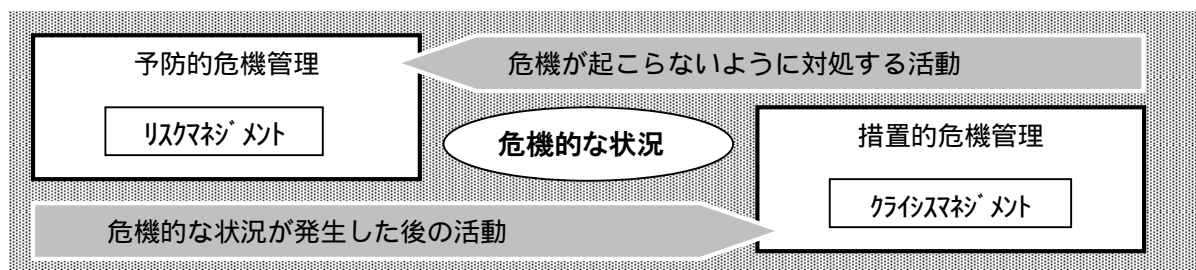 予防的危機管理
危機が起こらないように対処する活動
ﾘｽｸﾏﾈｼﾞﾒﾝﾄ
危機的な状況
措置的危機管理
ｸﾗｲｼｽﾏﾈｼﾞﾒﾝﾄ
危機的な状況が発生した後の活動